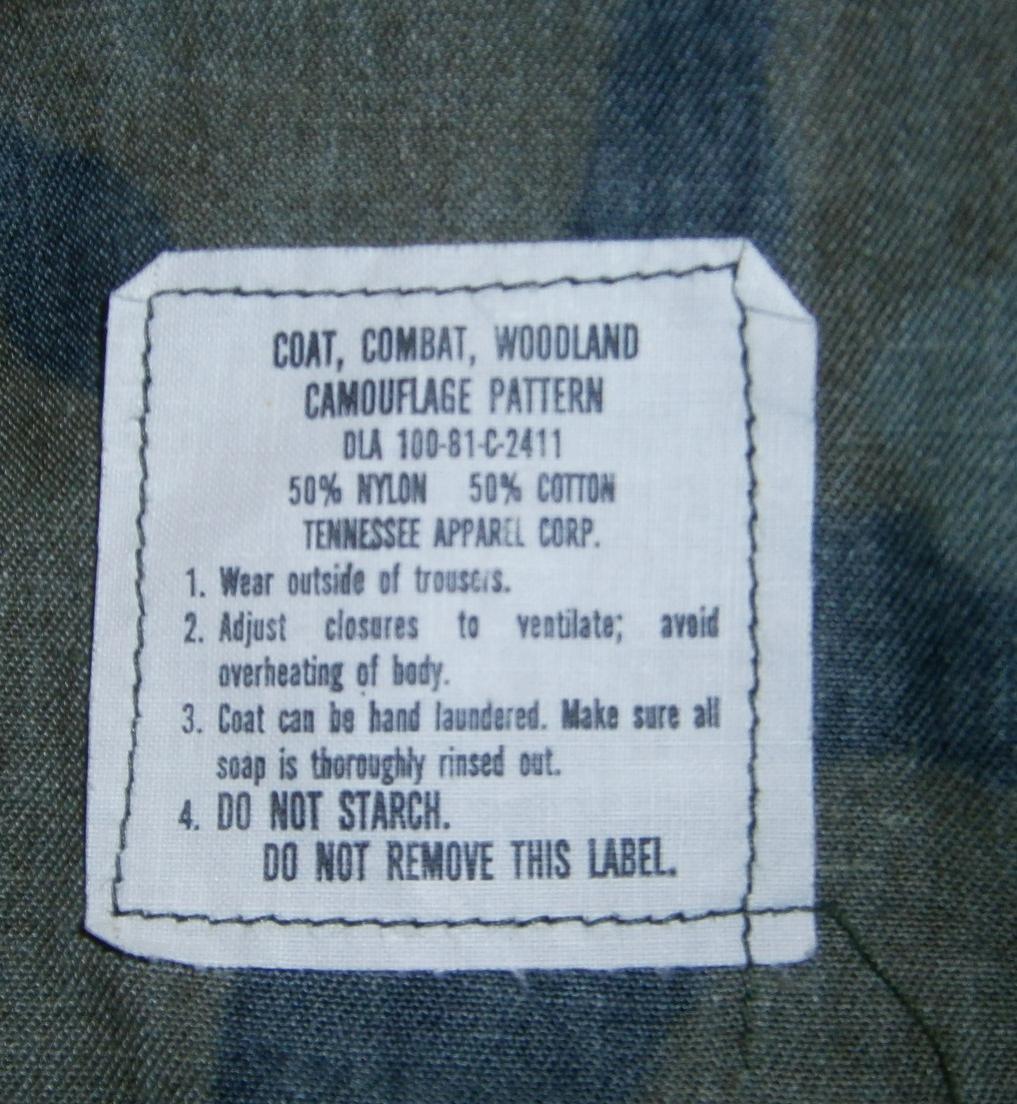 COAT, COMBAT, WOODLAND
CAMOUFLAGE PATTERN
DLA 100-81-C-2411
50% NYLON 50% COTTON
TENNESSEE APPAREL CORP.
1. Wear outside of trousers.
2. Adjust closures to ventilate; avoid
overheating of body.
3. Coat can be hand laundered. Make sure all
soap is thoroughly rinsed out.
4. DO NOT STARCH.
DO NOT REMOVE THIS LABEL.